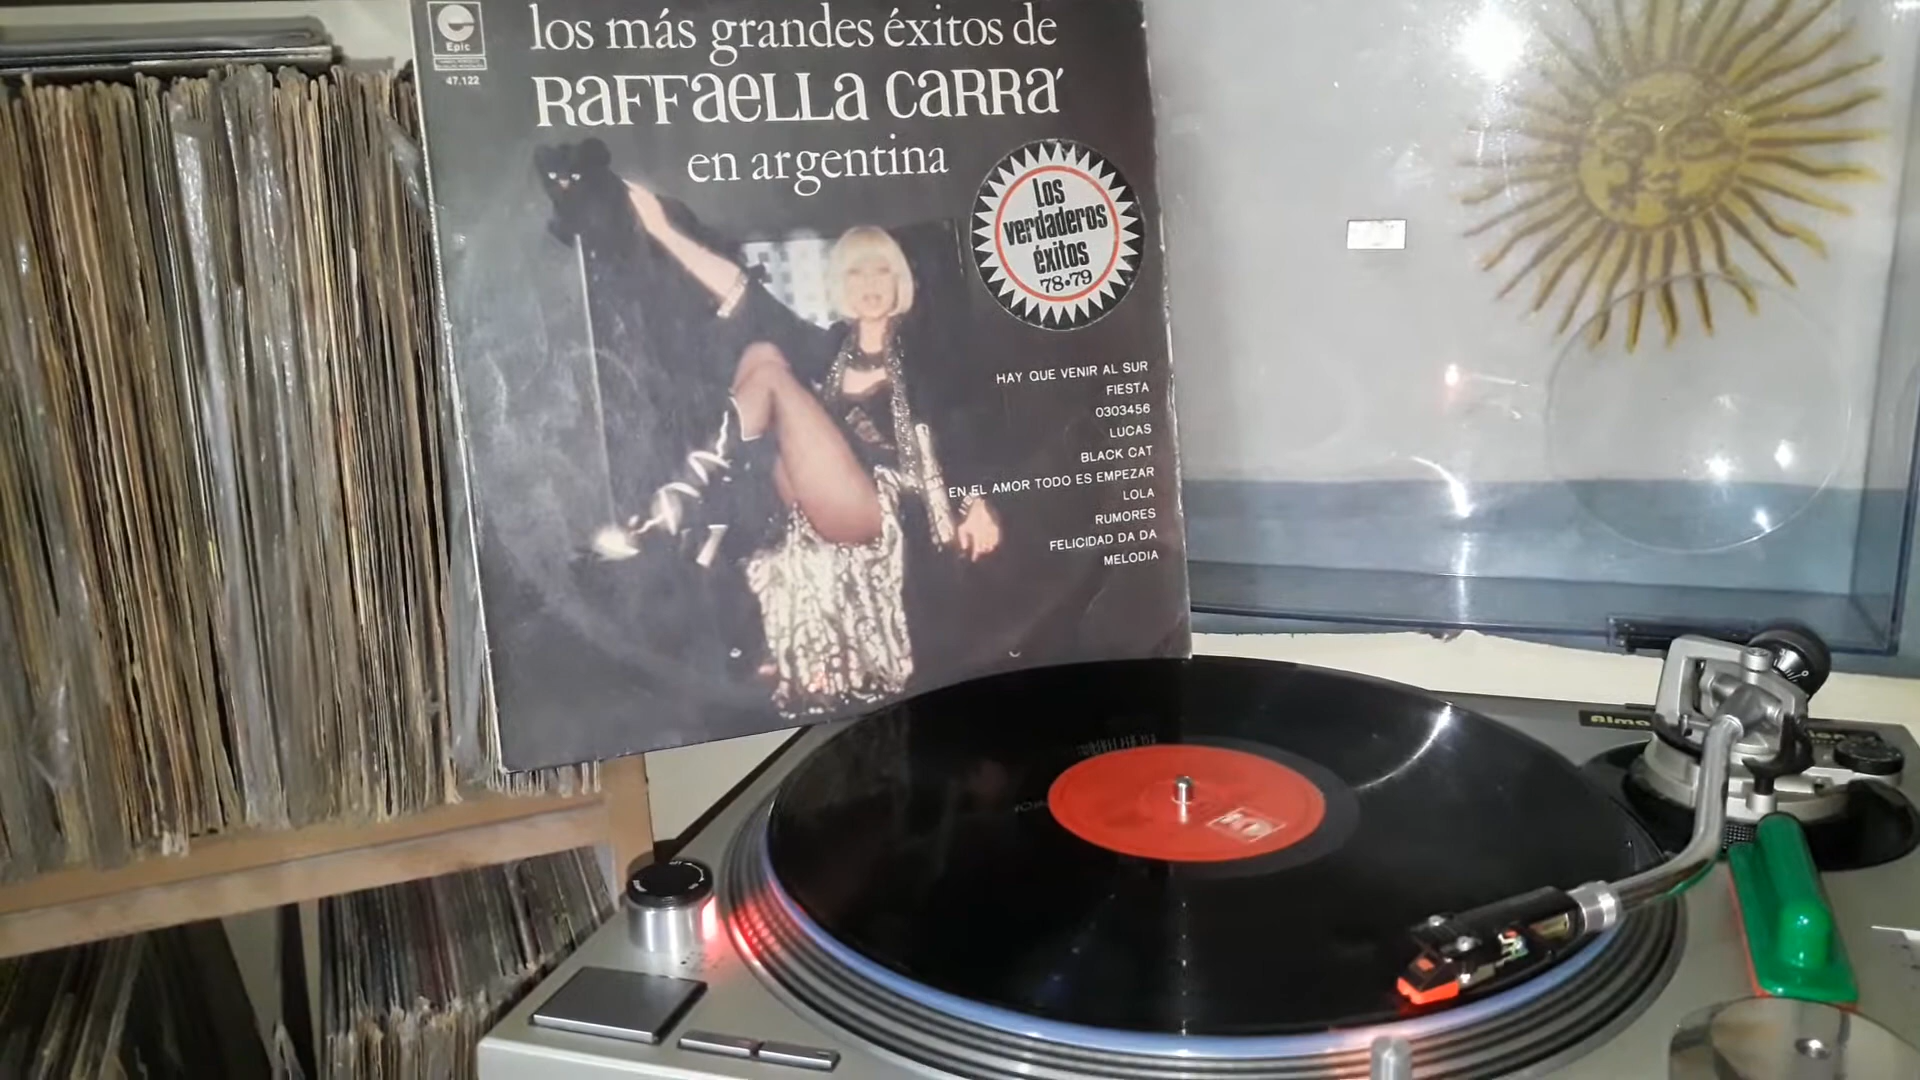 Epic
47.122
los más grandes éxitos de
RAFFAELLA CARRA'
en argentina
Los
verdaderos
éxitos
78•79
HAY QUE VENIR AL SUR
FIESTA
0303456
LUCAS
BLACK CAT
EN EL AMOR TODO ES EMPEZAR
LOLA
RUMORES
FELICIDAD DA DA
MELODIA